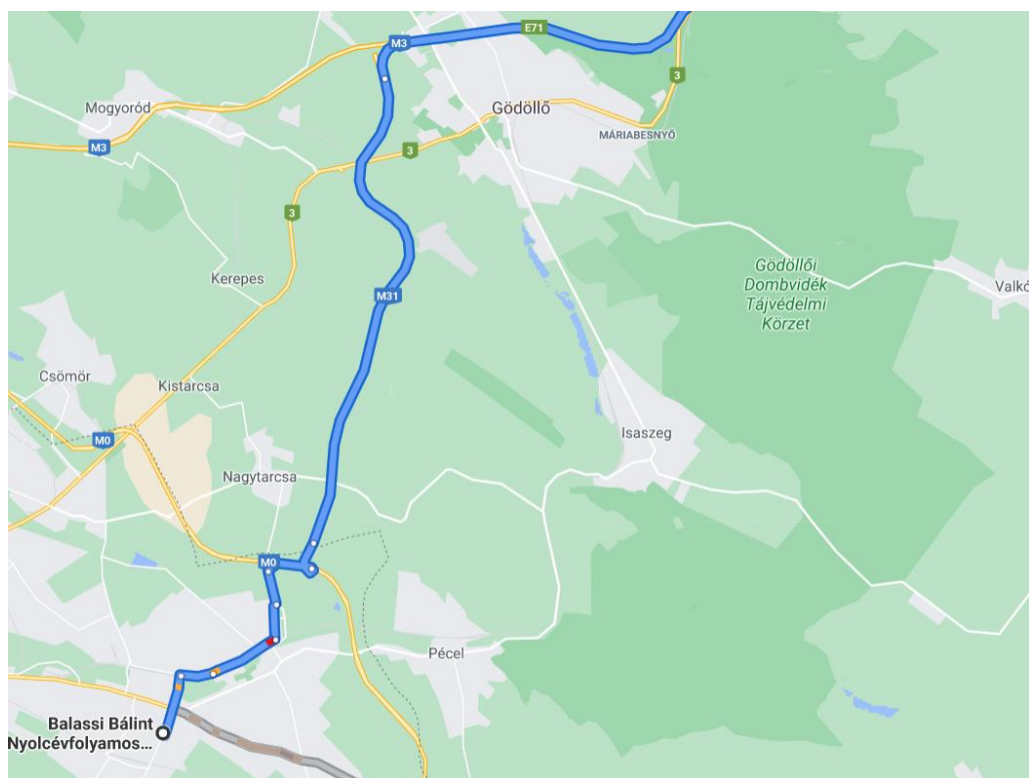 E71
M3
3
Mogyoród
Gödöllő
MÁRIABESNYŐ
M3
3
3
Kerepes
Gödöllői
Dombvidék
Tájvédelmi
Körzet
Valkó
M31
Csömör
Kistarcsa
M0
Isaszeg
Nagytarcsa
M0
Pécel
Balassi Bálint
Nyolcévfolyamos...